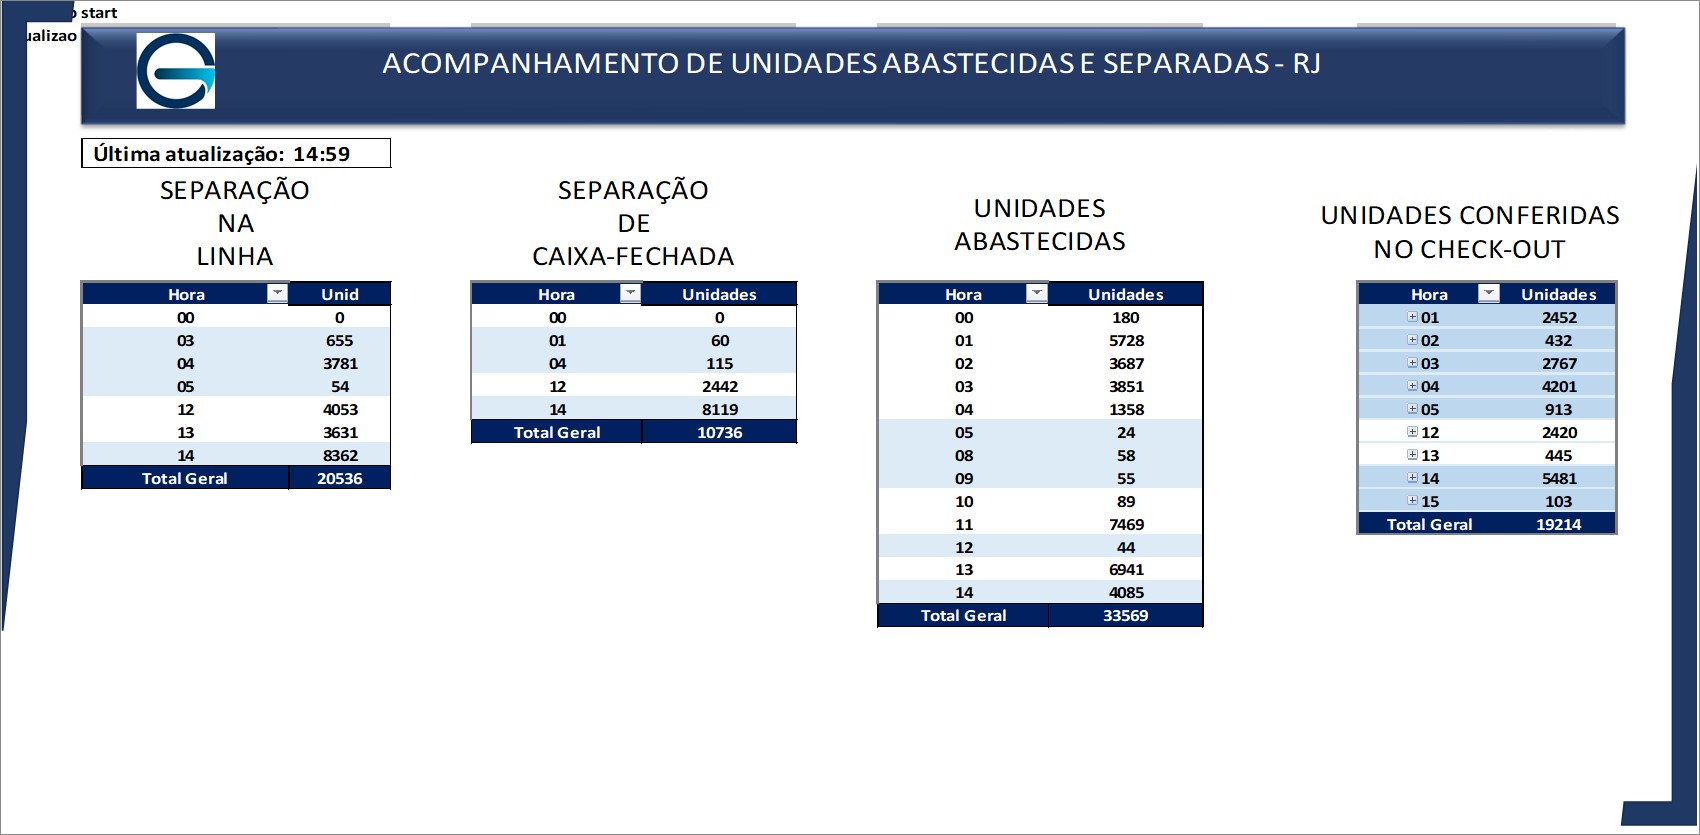 start
ACOMPANHAMENTO DE UNIDADES ABASTECIDAS E SEPARADAS - RJ
Última atualização: 14:59
SEPARAÇÃO
NA
LINHA
Hora Unid
00 0
03 655
04 3781
05 54
12 4053
13 3631
14 8362
Total Geral 20536
SEPARAÇÃO
DE
CAIXA-FECHADA
Hora Unidades
00 0
01 60
04 115
12 2442
14 8119
Total Geral 10736
UNIDADES
ABASTECIDAS
Hora Unidades
00 180
01 5728
02 3687
03 3851
04 1358
05 24
08 58
09 55
10 89
11 7469
12 44
13 6941
14 4085
Total Geral 33569
UNIDADES CONFERIDAS
NO CHECK-OUT
Hora Unidades
01 2452
02 432
03 2767
04 4201
05 913
12 2420
13 445
14 5481
15 103
Total Geral 19214